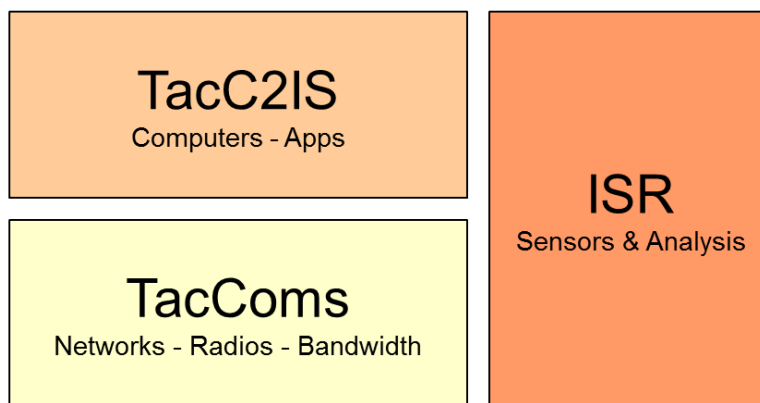 TacC2IS
Computers - Apps
TacComs
Networks - Radios - Bandwidth
ISR
Sensors & Analysis